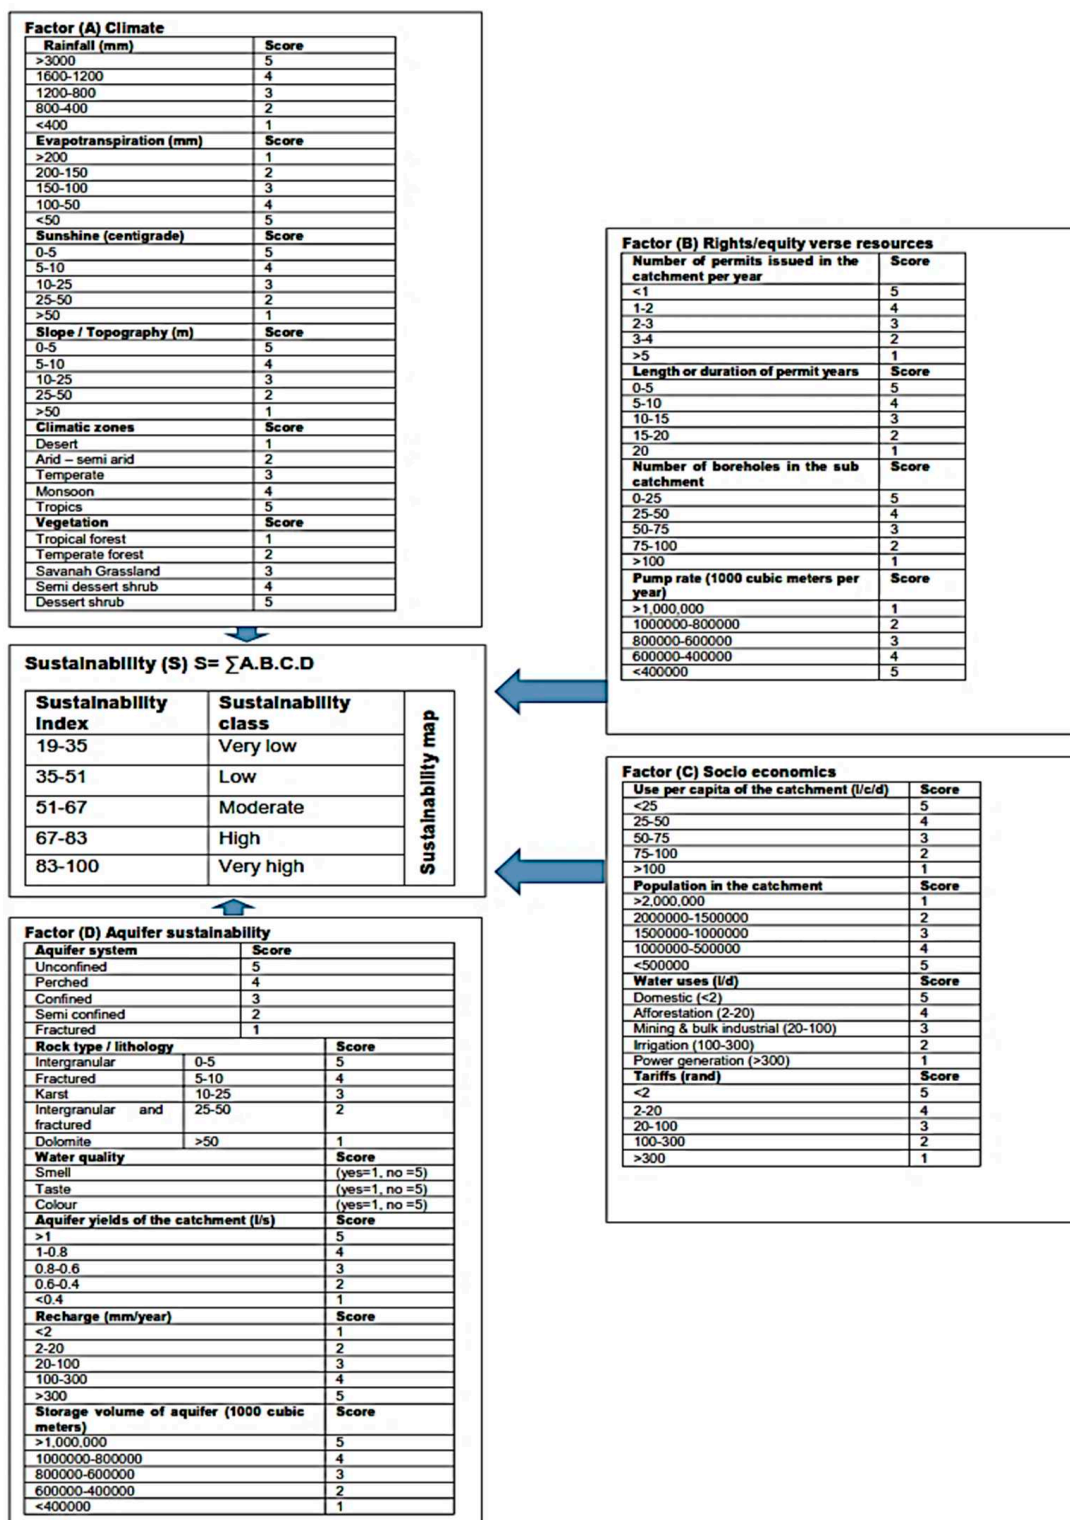 Factor (A) Climate
Rainfall (mm) Score
>3000 5
1600-1200 4
1200-800 3
800-400 2
<400 1
Evapotranspiration (mm) Score
>200 1
200-150 2
150-100 3
100-50 4
<50 5
Sunshine (centigrade) Score
0-5 5
5-10 4
10-25 3
25-50 2
>50 1
Slope / Topography (m) Score
0-5 5
5-10 4
10-25 3
25-50 2
>50 1
Climatic zones Score
Desert 1
Arid – semi arid 2
Temperate 3
Monsoon 4
Tropics 5
Vegetation Score
Tropical forest 1
Temperate forest 2
Savanah Grassland 3
Semi dessert shrub 4
Dessert shrub 5
Sustainability (S) S= ∑A.B.C.D
Sustainability Sustainability
Index class
19-35 Very low
35-51 Low
51-67 Moderate
67-83 High
83-100 Very high
Sustainability map
Factor (D) Aquifer sustainability
Aquifer system Score
Unconfined 5
Perched 4
Confined 3
Semi confined 2
Fractured 1
Rock type / lithology Score
Intergranular 0-5 5
Fractured 5-10 4
Karst 10-25 3
Intergranular and 25-50 2
fractured
Dolomite >50 1
Water quality Score
Smell (yes=1, no =5)
Taste (yes=1, no =5)
Colour (yes=1, no =5)
Aquifer yields of the catchment (l/s) Score
>1 5
1-0.8 4
0.8-0.6 3
0.6-0.4 2
<0.4 1
Recharge (mm/year) Score
<2 1
2-20 2
20-100 3
100-300 4
>300 5
Storage volume of aquifer (1000 cubic Score
meters)
>1,000,000 5
1000000-800000 4
800000-600000 3
600000-400000 2
<400000 1
Factor (B) Rights/equity verse resources
Number of permits issued in the Score
catchment per year
<1 5
1-2 4
2-3 3
3-4 2
>5 1
Length or duration of permit years Score
0-5 5
5-10 4
10-15 3
15-20 2
20 1
Number of boreholes in the sub Score
catchment
0-25 5
25-50 4
50-75 3
75-100 2
>100 1
Pump rate (1000 cubic meters per Score
year)
>1,000,000 1
1000000-800000 2
800000-600000 3
600000-400000 4
<400000 5
Factor (C) Socio economics
Use per capita of the catchment (l/c/d) Score
<25 5
25-50 4
50-75 3
75-100 2
>100 1
Population in the catchment Score
>2,000,000 1
2000000-1500000 2
1500000-1000000 3
1000000-500000 4
<500000 5
Water uses (l/d) Score
Domestic (<2) 5
Afforestation (2-20) 4
Mining & bulk industrial (20-100) 3
Irrigation (100-300) 2
Power generation (>300) 1
Tariffs (rand) Score
<2 5
2-20 4
20-100 3
100-300 2
>300 1